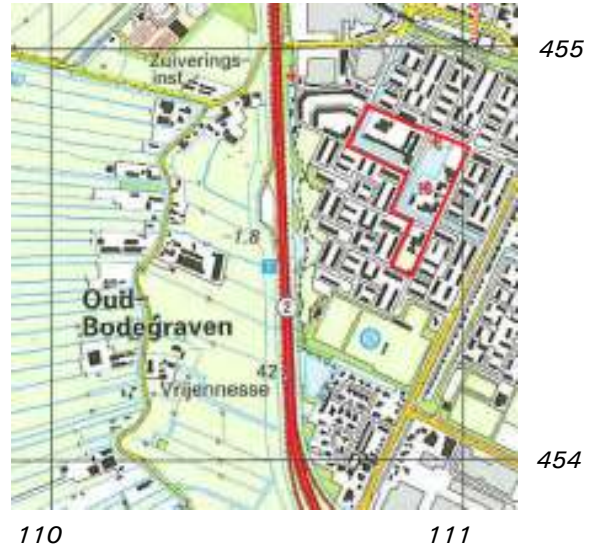 455
Zuiverings-
inst.
1.8
2
Oud-
Bodegraven
42
Vrijennesse
454
110
111